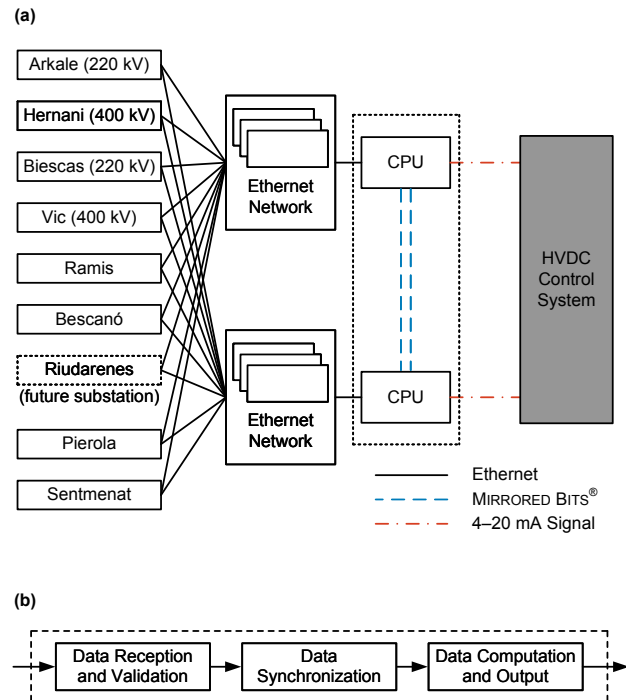 (a)
Arkale (220 kV)
Hernani (400 kV)
Biescas (220 kV)
Vic (400 kV)
Ramis
Bescanó
Riudarenes
(future substation)
Pierola
Sentmenat
Ethernet
Network
Ethernet
Network
CPU
CPU
HVDC
Control
System
Ethernet
MIRRORED BITS®
4–20 mA Signal
(b)
Data Reception
and Validation
Data
Synchronization
Data Computation
and Output